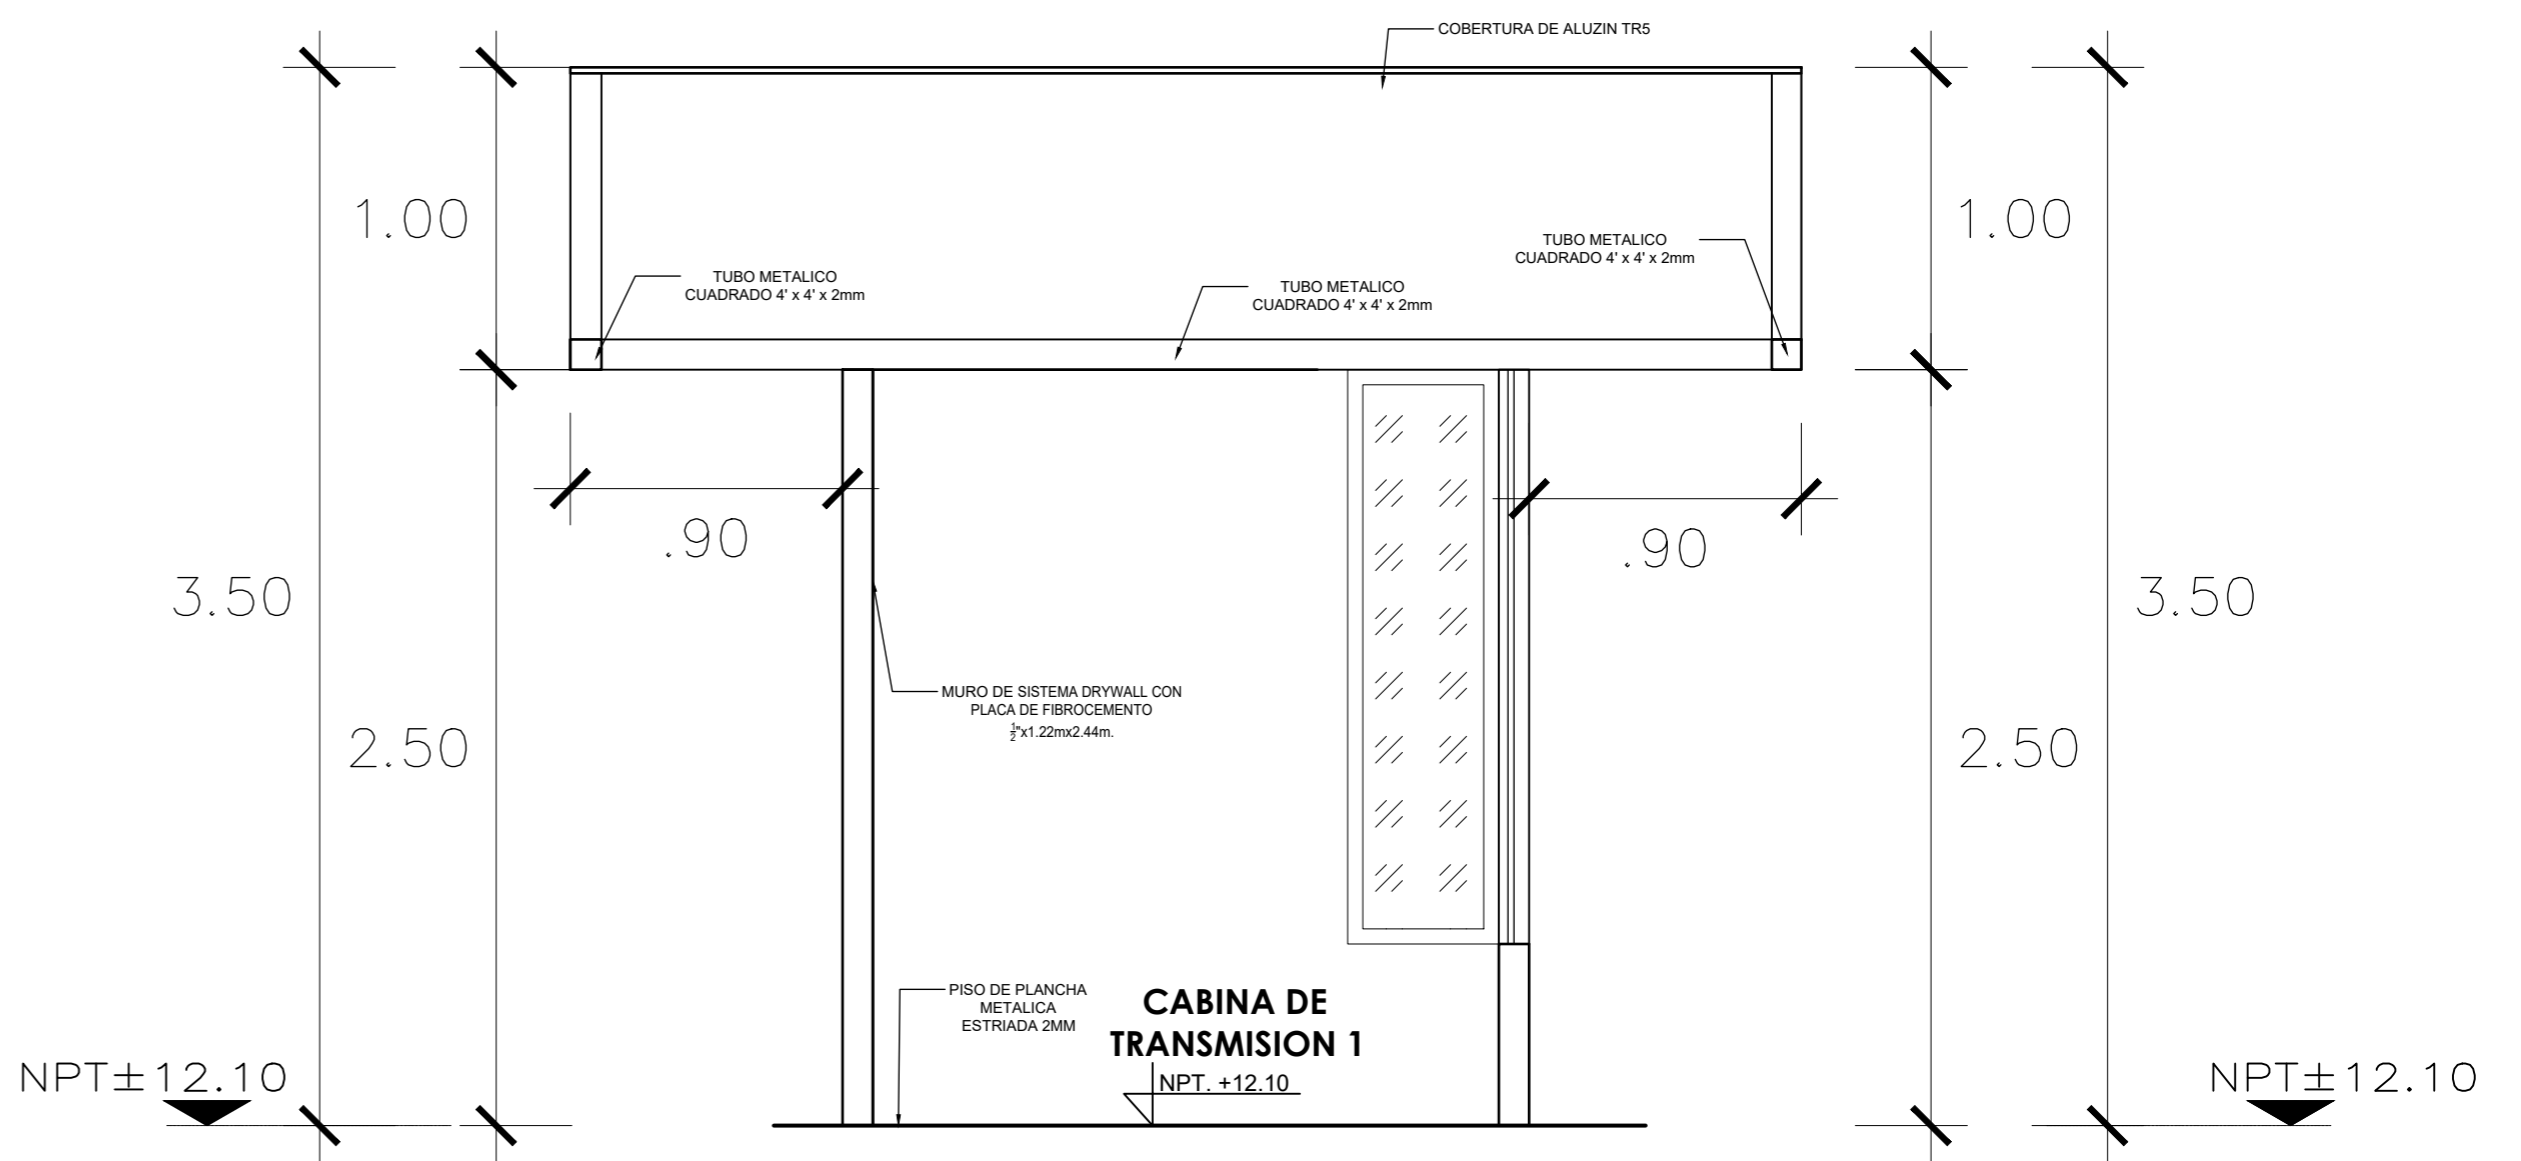 COBERTURA DE ALUZIN TR5
1.00
1.00
TUBO METALICO
CUADRADO 4' x 4' x 2mm
TUBO METALICO
CUADRADO 4' x 4' x 2mm
TUBO METALICO
CUADRADO 4' x 4' x 2mm
.90
.90
3.50
3.50
MURO DE SISTEMA DRYWALL CON
PLACA DE FIBROCEMENTO
½"x1.22mx2.44m.
2.50
2.50
PISO DE PLANCHA
METALICA
ESTRIADA 2MM
CABINA DE
TRANSMISION 1
NPT. +12.10
NPT±12.10
NPT±12.10